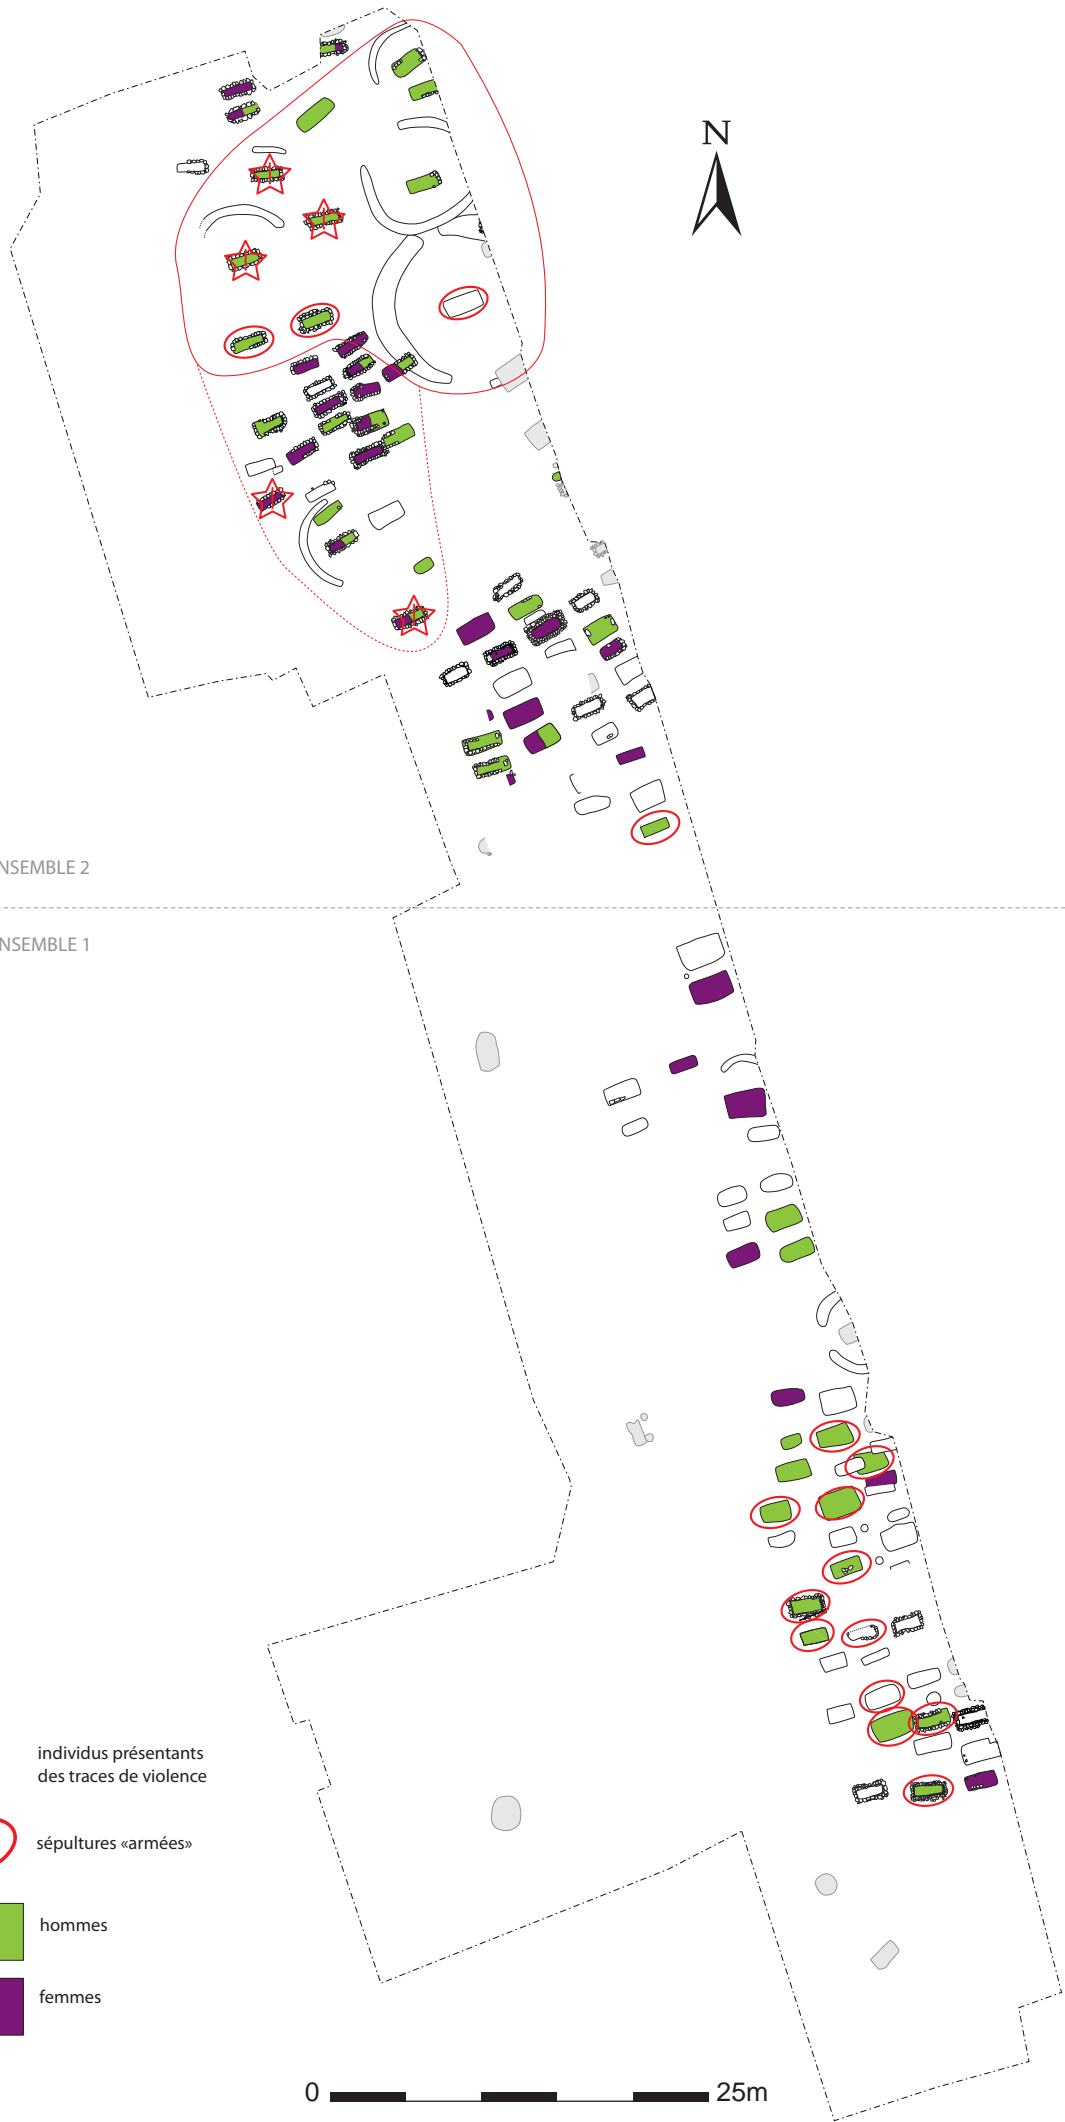 N
NSEMBLE 2
NSEMBLE 1
individus présentants
des traces de violence
sépultures «armées»
hommes
femmes
0 25m